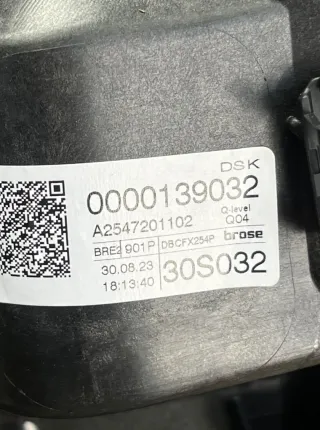 DSK
0000139032
A2547201102 Q-level Q04
BRE2 901P DBCFX254P brose
30.08.23 30S032
18:13:40